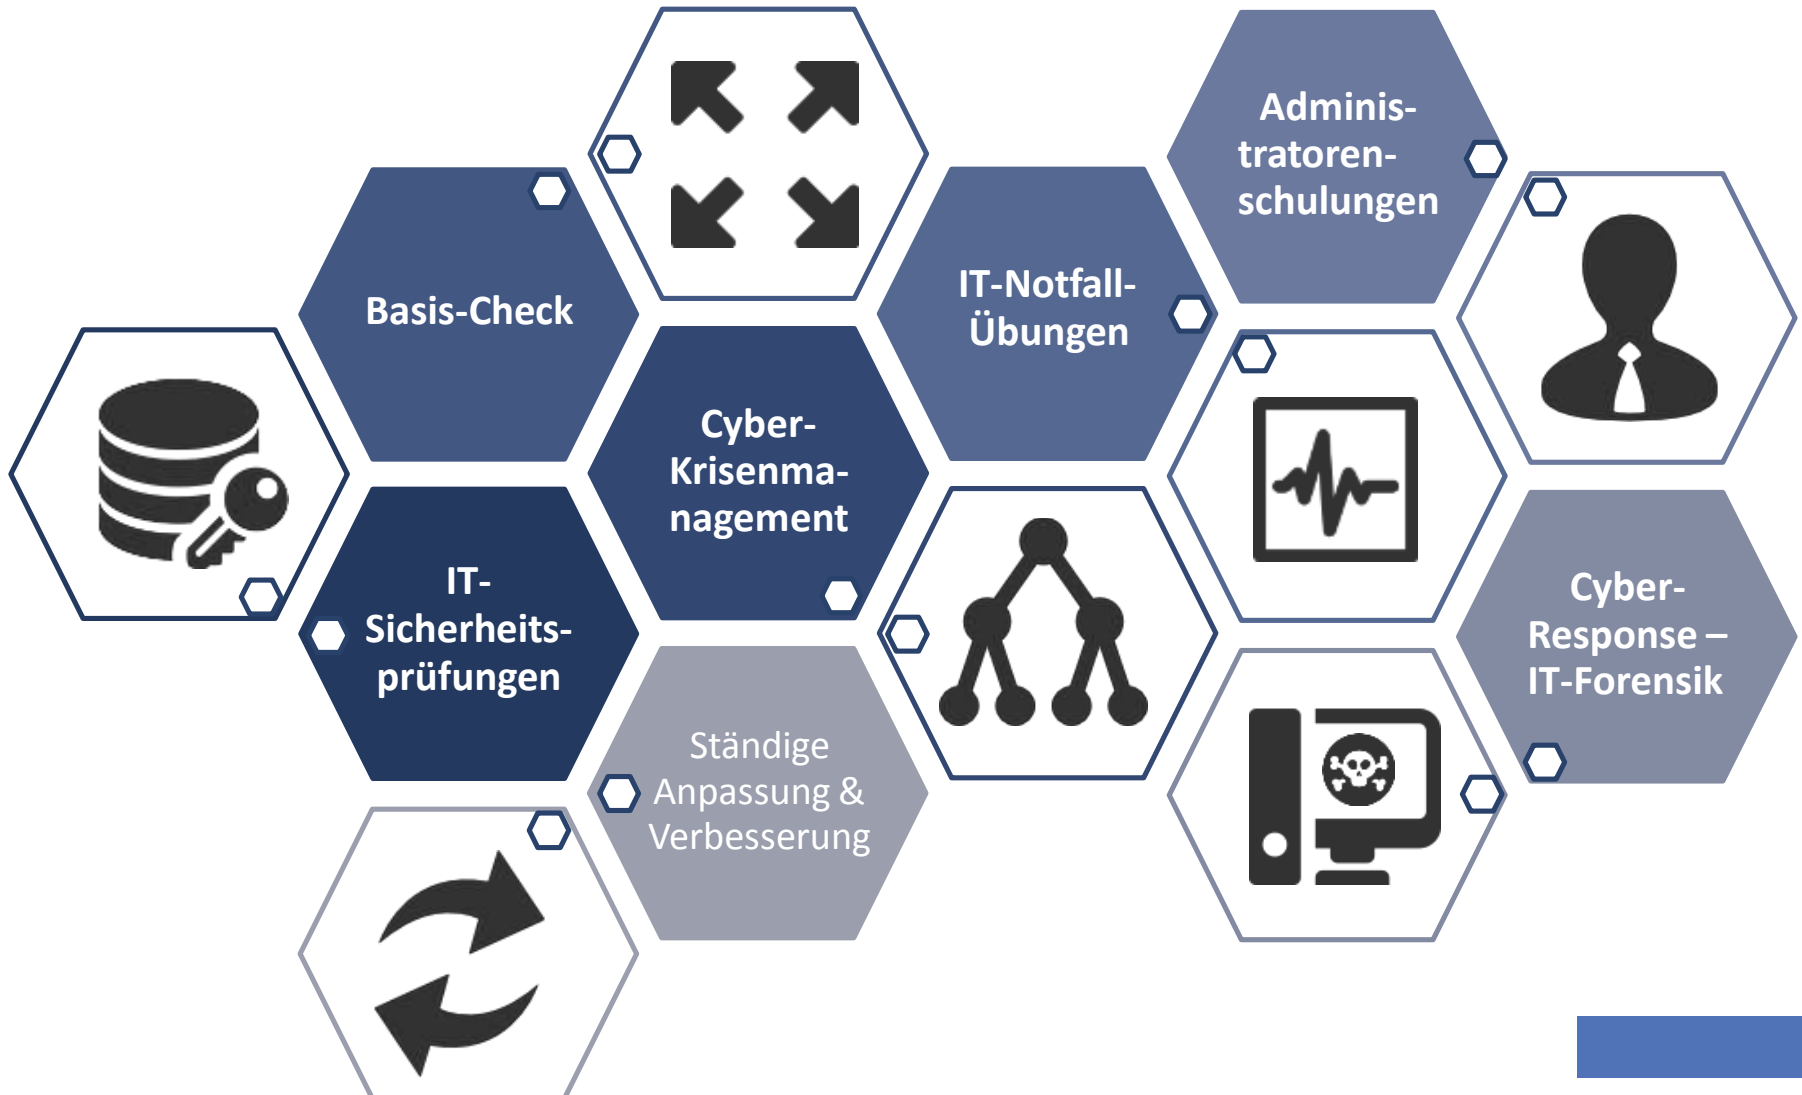 Adminis-
tratoren-
schulungen
Basis-Check
IT-Notfall-
Übungen
Cyber-
Krisenma-
nagement
IT-
Sicherheits-
prüfungen
Cyber-
Response –
IT-Forensik
Ständige
Anpassung &
Verbesserung